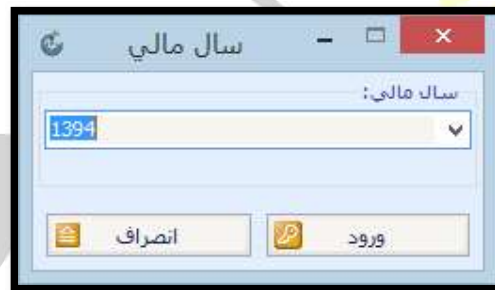 سال مالي
سال مالي:
1394
ورود
انصراف